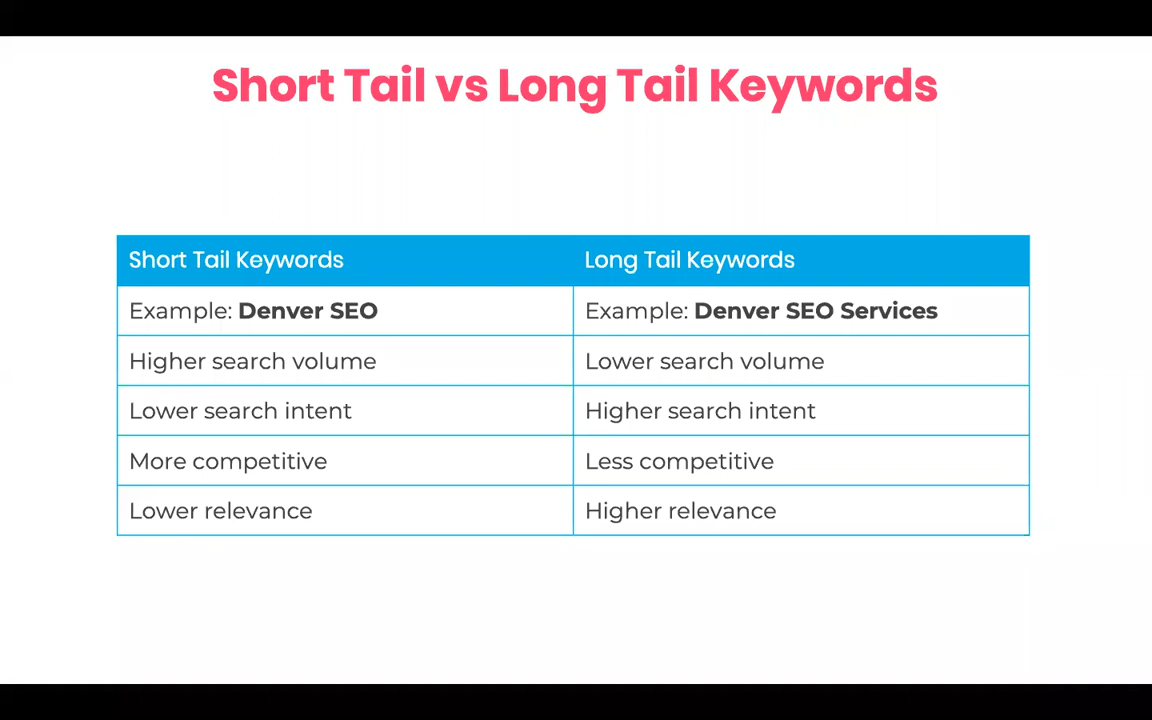 Short Tail vs Long Tail Keywords
Short Tail Keywords Long Tail Keywords
Example: Denver SEO Example: Denver SEO Services
Higher search volume Lower search volume
Lower search intent Higher search intent
More competitive Less competitive
Lower relevance Higher relevance